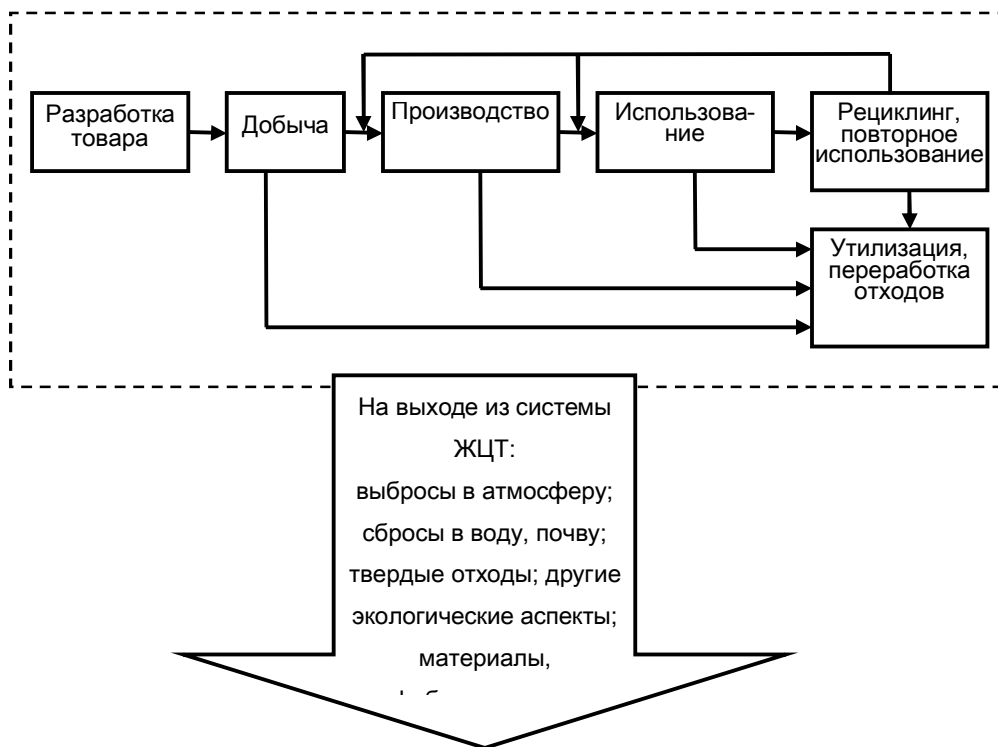 Разработка
товара
Добыча
Производство
Использова-
ние
Рециклинг,
повторное
использование
Утилизация,
переработка
отходов
На выходе из системы
ЖЦТ:
выбросы в атмосферу;
сбросы в воду, почву;
твердые отходы; другие
экологические аспекты;
материалы,